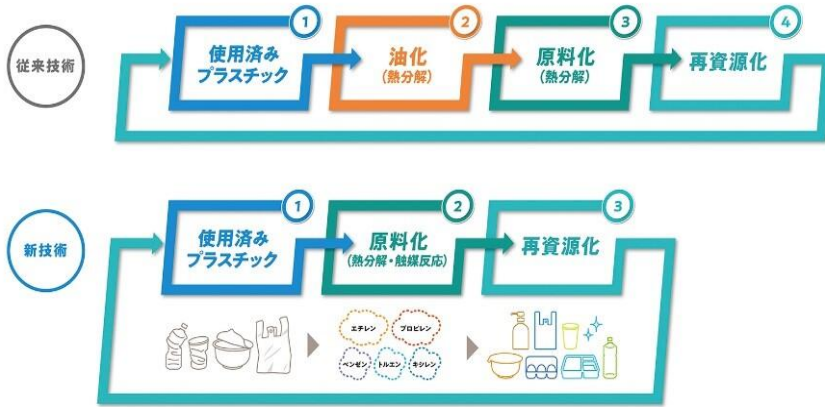 従来技術
1
使用済み
プラスチック
2
油化
(熱分解)
3
原料化
(熱分解)
4
再資源化
新技術
1
使用済み
プラスチック
2
原料化
(熱分解・触媒反応)
3
再資源化
エチレン
プロピレン
ベンゼン
トルエン
キシレン